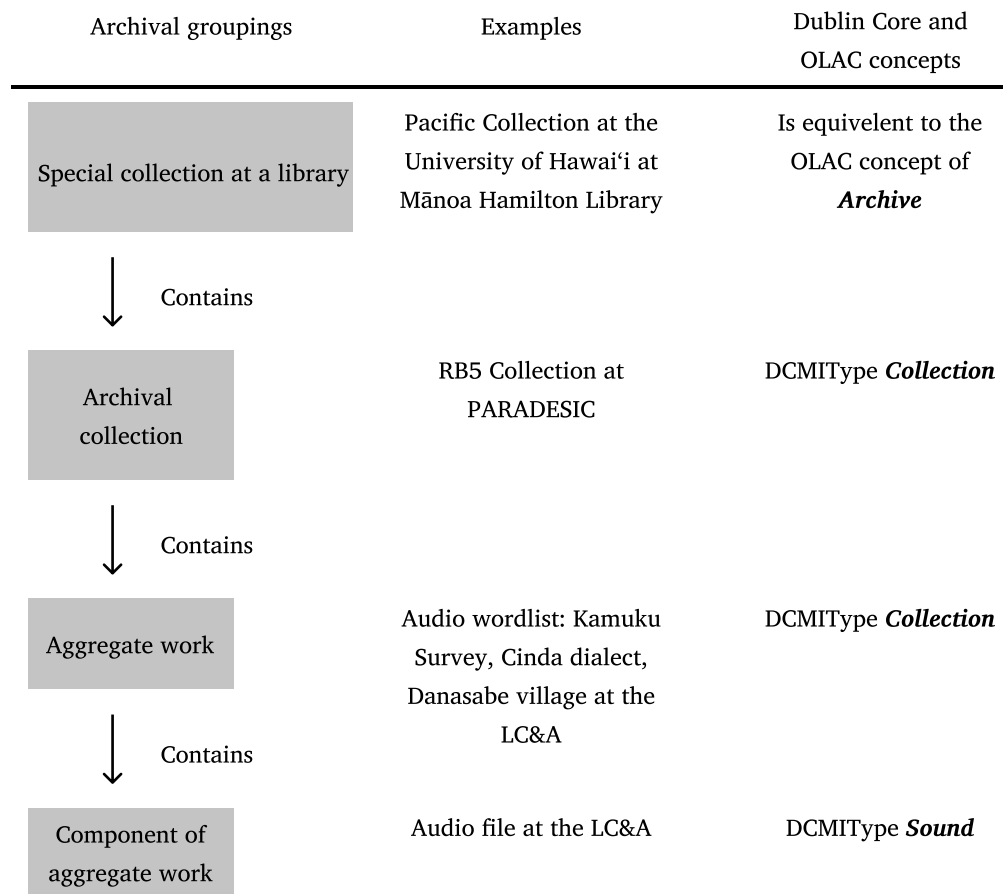 Archival groupings
Examples
Dublin Core and
OLAC concepts
Special collection at a library
Pacific Collection at the
University of Hawaiʻi at
Mānoa Hamilton Library
Is equivelent to the
OLAC concept of
Archive
Contains
Archival
collection
RB5 Collection at
PARADESIC
DCMIType Collection
Contains
Aggregate work
Audio wordlist: Kamuku
Survey, Cinda dialect,
Danasabe village at the
LC&A
DCMIType Collection
Contains
Component of
aggregate work
Audio file at the LC&A
DCMIType Sound